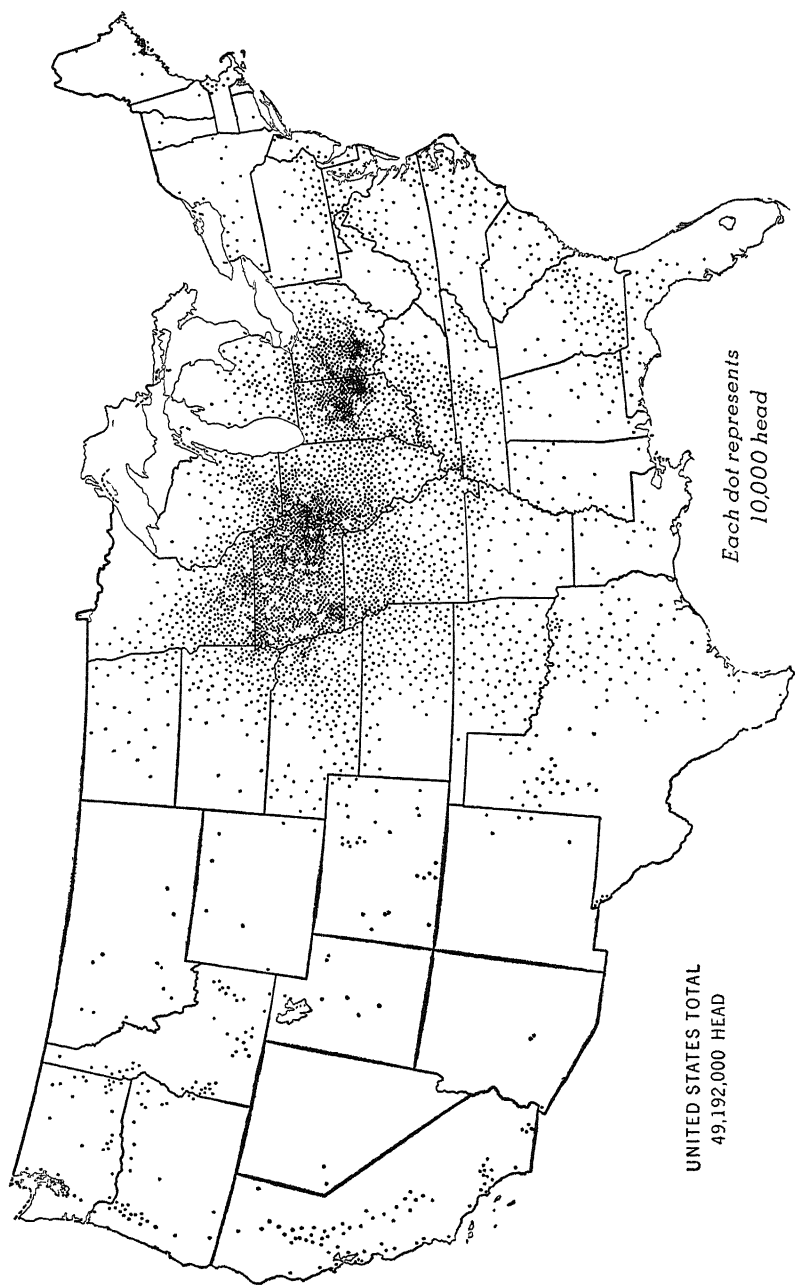 Each dot represents
10,000 head
UNITED STATES TOTAL
49,192,000 HEAD